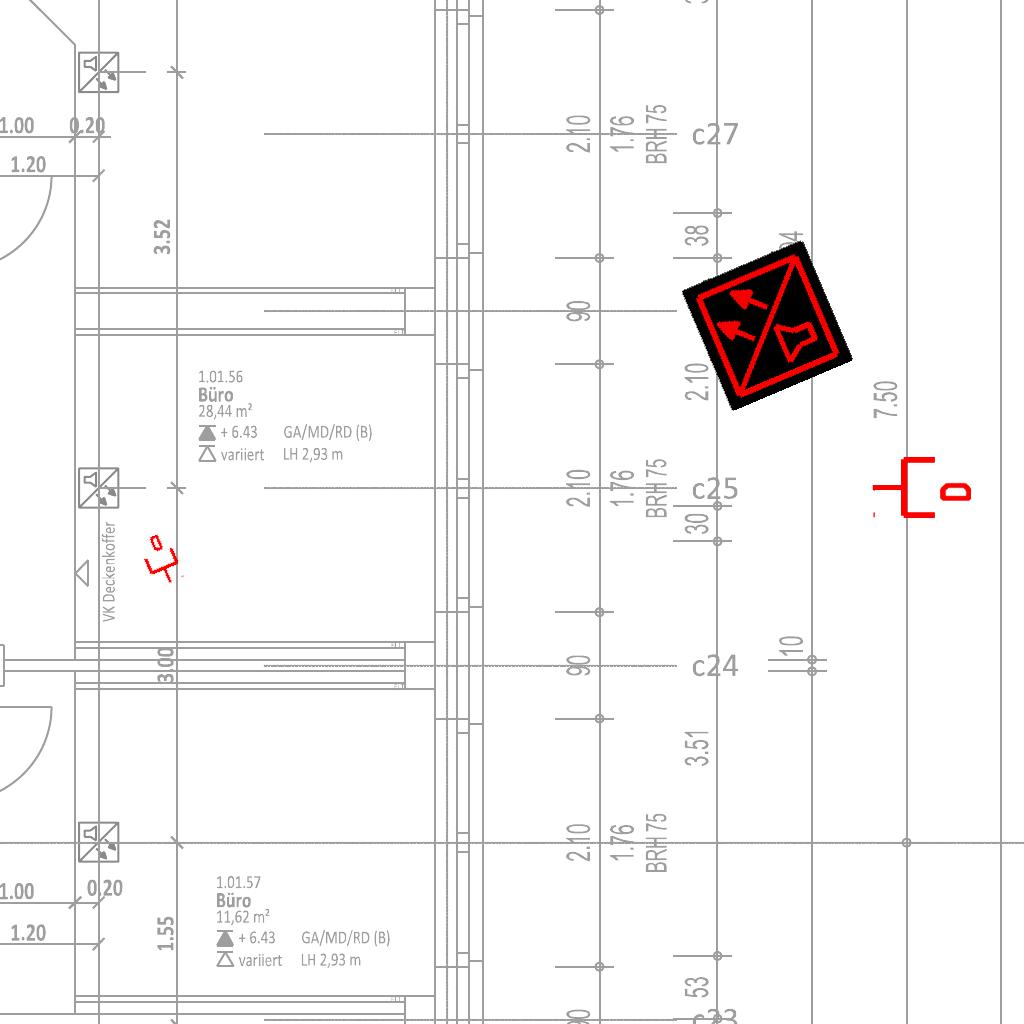 1.00
0.20
1.20
3.52
2.10
1.76
BRH 75
c27
38
90
2.10
7.50
1.01.56
Büro
28,44 m²
+ 6.43 GA/MD/RD (B)
variiert LH 2,93 m
2.10
1.76
BRH 75
c25
30
D
D
VK Deckenkoffer
3.00
90
c24
10
3.51
2.10
1.76
BRH 75
1.00
0.20
1.20
1.55
1.01.57
Büro
11,62 m²
+ 6.43 GA/MD/RD (B)
variiert LH 2,93 m
53